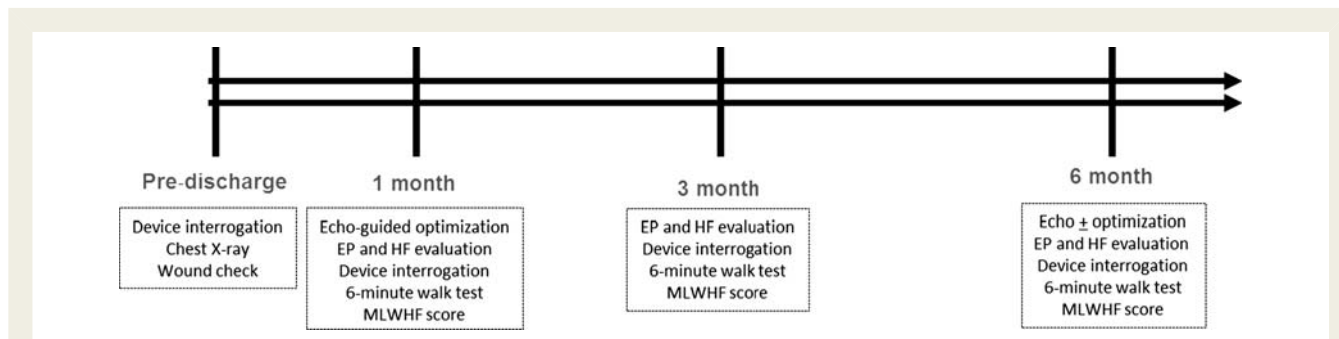 Pre-discharge
Device interrogation
Chest X-ray
Wound check
1 month
Echo-guided optimization
EP and HF evaluation
Device interrogation
6-minute walk test
MLWHF score
3 month
EP and HF evaluation
Device interrogation
6-minute walk test
MLWHF score
6 month
Echo ± optimization
EP and HF evaluation
Device interrogation
6-minute walk test
MLWHF score